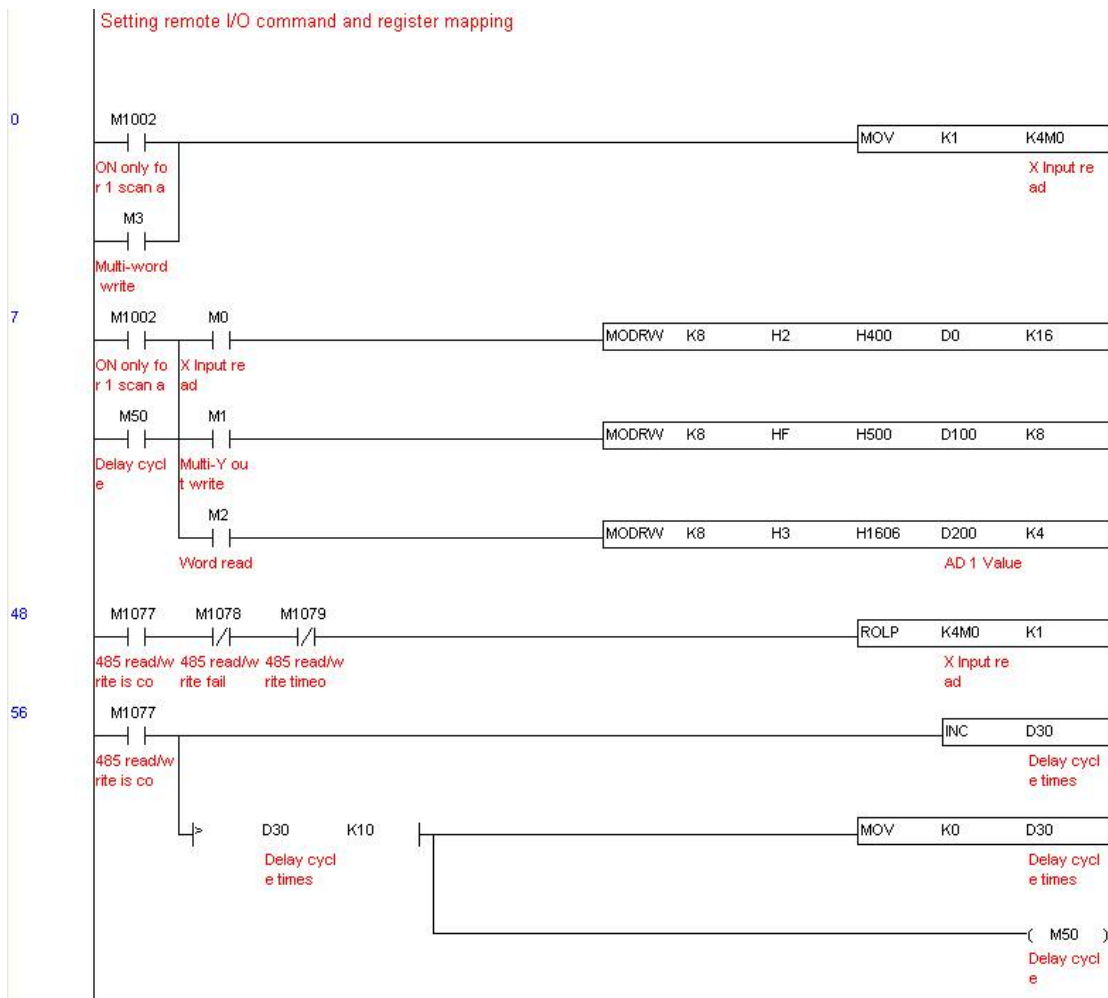 Setting remote I/O command and register mapping
0
M1002
MOV K1 K4M0
ON only fo
r 1 scan a
X Input re
ad
M3
Multi-word
write
7
M1002 M0
MODRW K8 H2 H400 D0 K16
ON only fo
r 1 scan a
X Input re
ad
M50 M1
MODRW K8 HF H500 D100 K8
Delay cycl
e
Multi-Y ou
t write
M2
MODRW K8 H3 H1606 D200 K4
Word read
AD 1 Value
48
M1077 M1078 M1079
ROLP K4M0 K1
485 read/w
rite is co
485 read/w
rite fail
485 read/w
rite timeo
X Input re
ad
56
M1077
INC D30
485 read/w
rite is co
Delay cycl
e times
> D30 K10
MOV K0 D30
Delay cycl
e times
Delay cycl
e times
( M50 )
Delay cycl
e